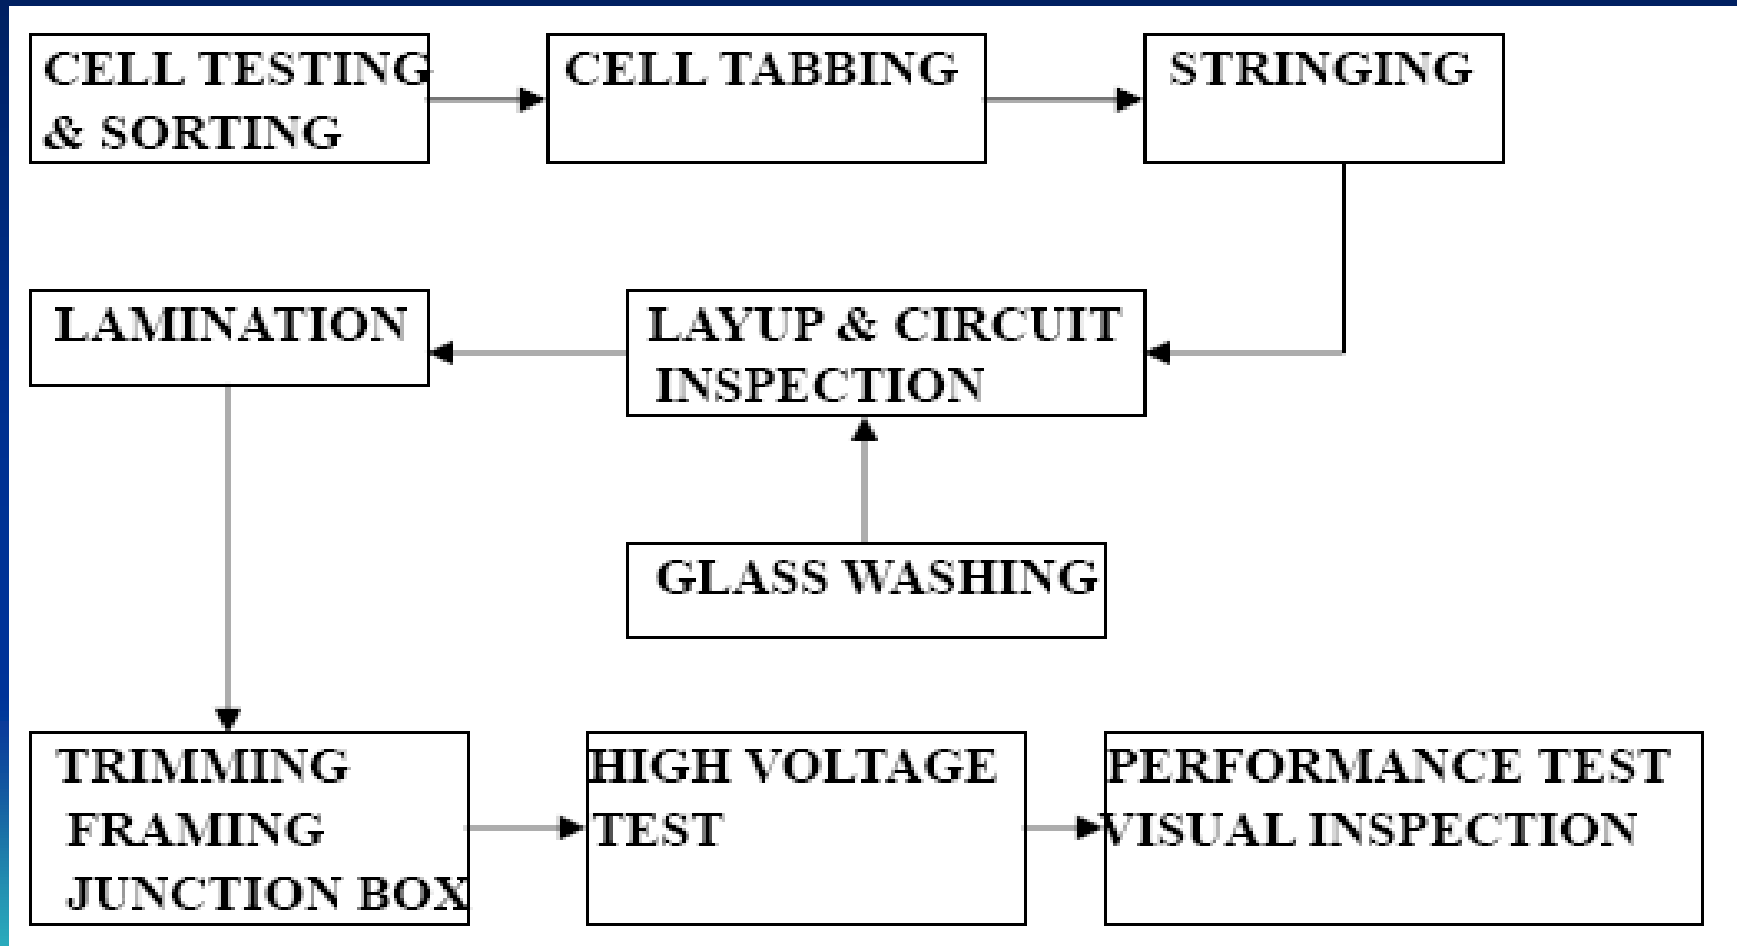 CELL TESTING
& SORTING
CELL TABBING
STRINGING
LAMINATION
LAYUP & CIRCUIT
INSPECTION
GLASS WASHING
TRIMMING
FRAMING
JUNCTION BOX
HIGH VOLTAGE
TEST
PERFORMANCE TEST
VISUAL INSPECTION